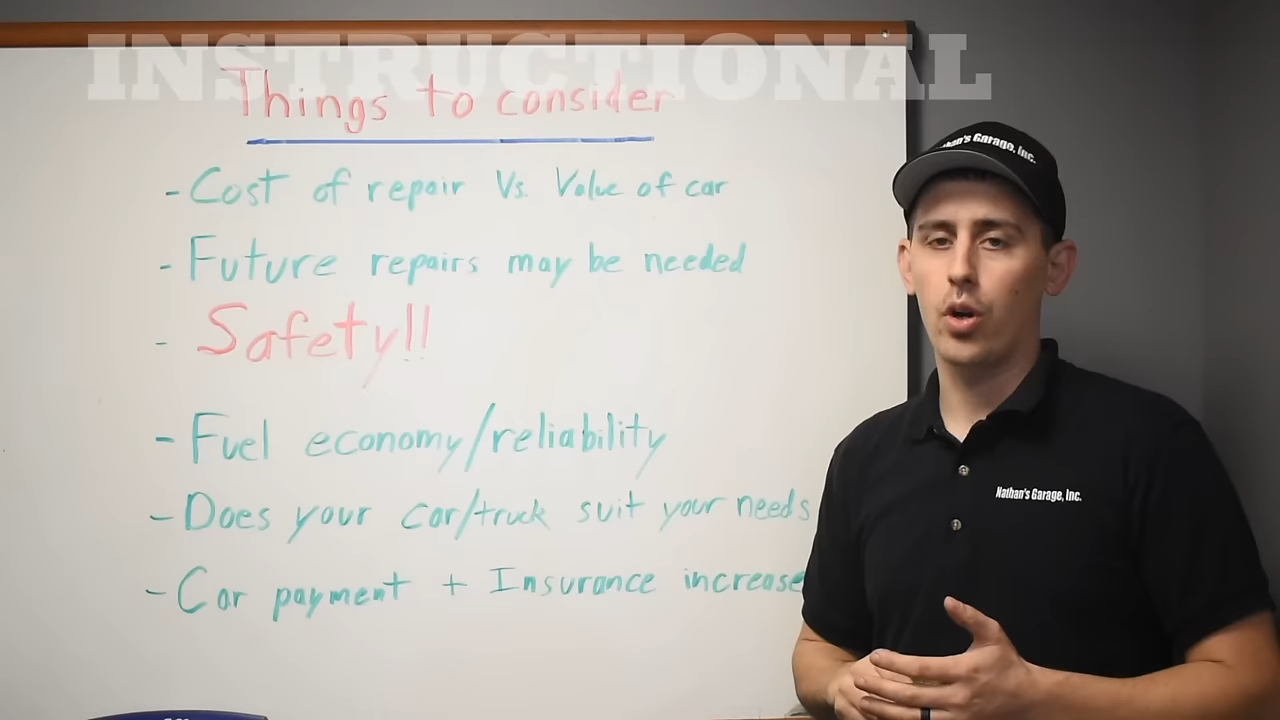 INSTRUCTIONAL
Things to consider
- Cost of repair Vs. Value of car
- Future repairs may be needed
- Safety!!
- Fuel economy/reliability
- Does your car/truck suit your needs
- Car payment + Insurance increase
than's Garage, Inc.
Nathan's Garage, Inc.